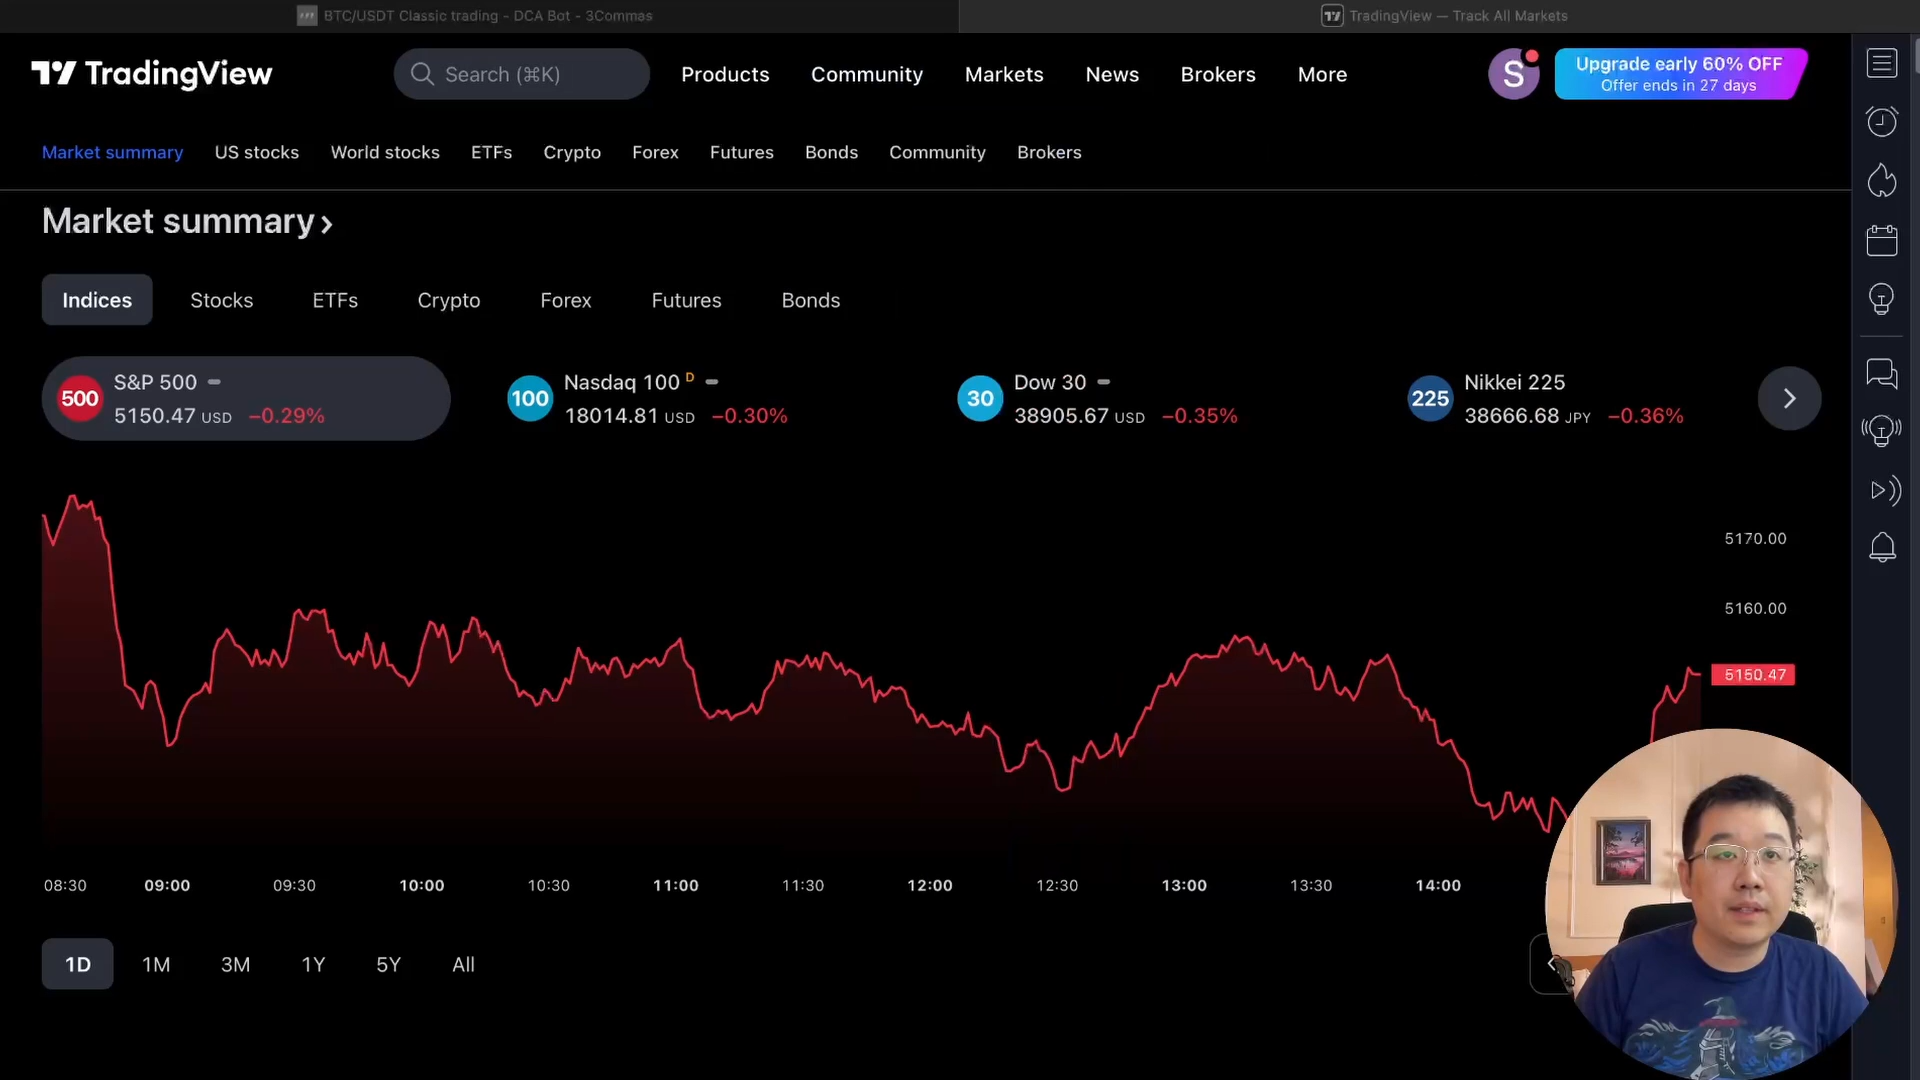 BTC/USDT Classic trading - DCA Bot - 3Commas
TradingView — Track All Markets
TradingView
Search (⌘K)
Products
Community
Markets
News
Brokers
More
S
Upgrade early 60% OFF
Offer ends in 27 days
Market summary
US stocks
World stocks
ETFs
Crypto
Forex
Futures
Bonds
Community
Brokers
Market summary ›
Indices
Stocks
ETFs
Crypto
Forex
Futures
Bonds
500
S&P 500
5150.47 USD −0.29%
100
Nasdaq 100 D
18014.81 USD −0.30%
30
Dow 30
38905.67 USD −0.35%
225
Nikkei 225
38666.68 JPY −0.36%
5170.00
5160.00
5150.47
08:30
09:00
09:30
10:00
10:30
11:00
11:30
12:00
12:30
13:00
13:30
14:00
1D
1M
3M
1Y
5Y
All